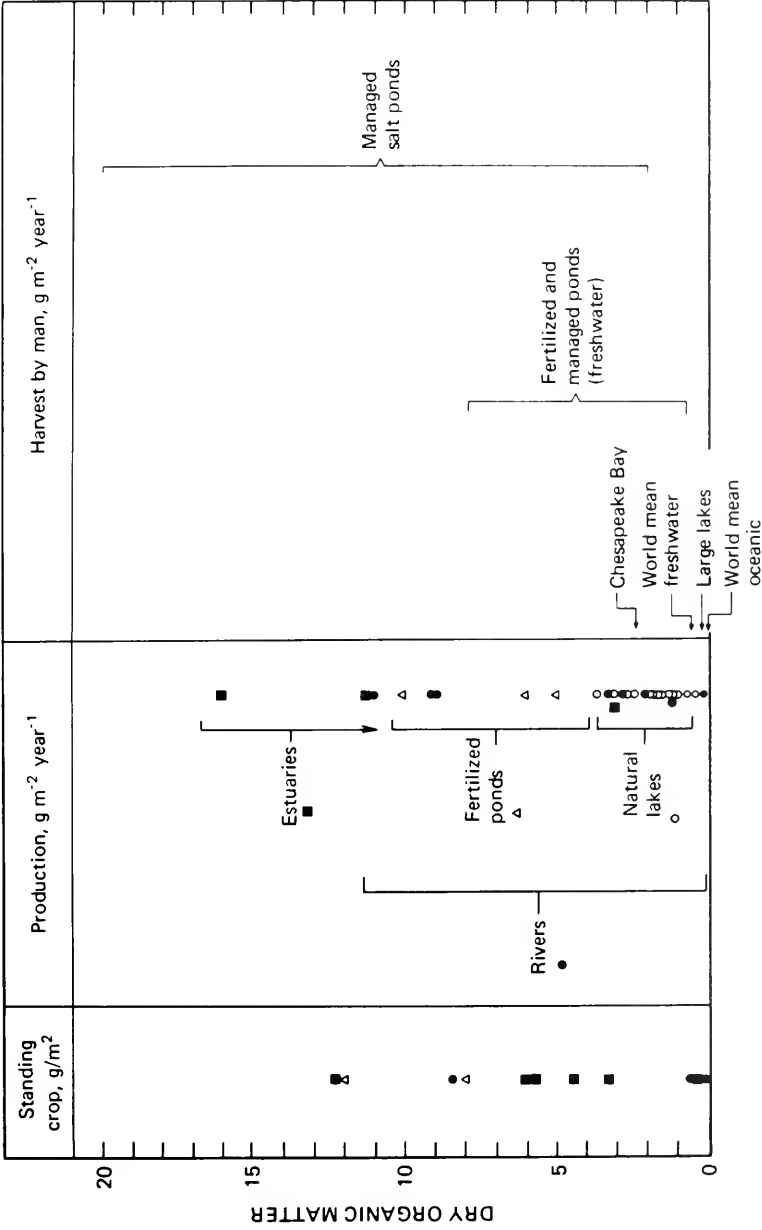 Standing
crop, g/m2
Production, g m-2 year-1
Harvest by man, g m-2 year-1
DRY ORGANIC MATTER
20
15
10
5
0
Rivers
Estuaries
Fertilized
ponds
Natural
lakes
Chesapeake Bay
World mean
freshwater
Large lakes
World mean
oceanic
Fertilized and
managed ponds
(freshwater)
Managed
salt ponds